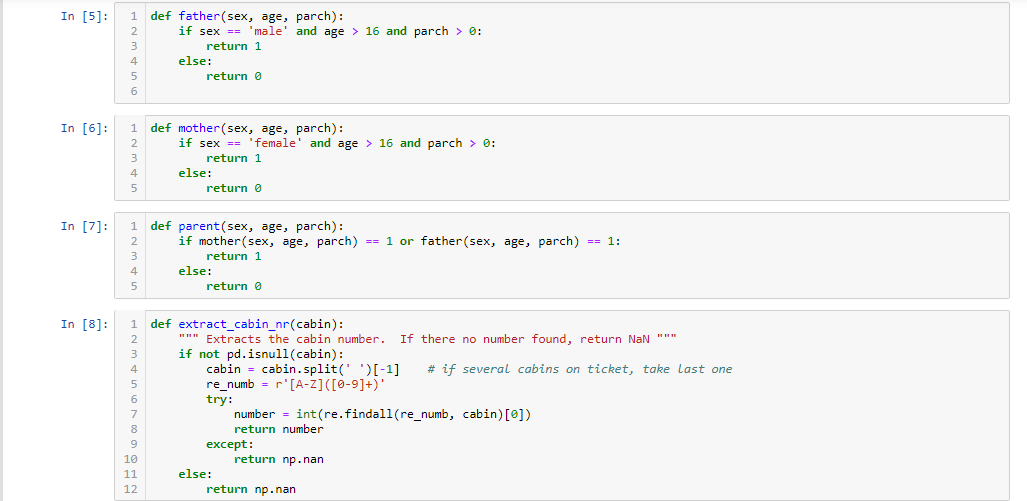 In [5]:
1 def father(sex, age, parch):
2     if sex == 'male' and age > 16 and parch > 0:
3         return 1
4     else:
5         return 0
6
In [6]:
1 def mother(sex, age, parch):
2     if sex == 'female' and age > 16 and parch > 0:
3         return 1
4     else:
5         return 0
In [7]:
1 def parent(sex, age, parch):
2     if mother(sex, age, parch) == 1 or father(sex, age, parch) == 1:
3         return 1
4     else:
5         return 0
In [8]:
1 def extract_cabin_nr(cabin):
2     """ Extracts the cabin number.  If there no number found, return NaN """
3     if not pd.isnull(cabin):
4         cabin = cabin.split(' ')[-1]    # if several cabins on ticket, take last one
5         re_numb = r'[A-Z]([0-9]+)'
6         try:
7             number = int(re.findall(re_numb, cabin)[0])
8             return number
9         except:
10             return np.nan
11     else:
12         return np.nan